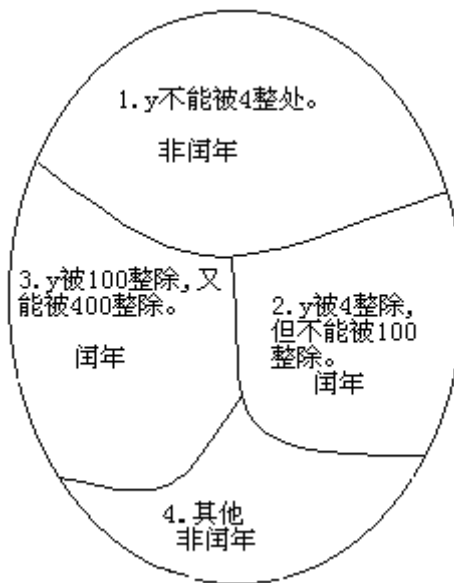 1.y不能被4整处。
非闰年
3.y被100整除,又
能被400整除。
闰年
2.y被4整除,
但不能被100
整除。
闰年
4.其他
非闰年